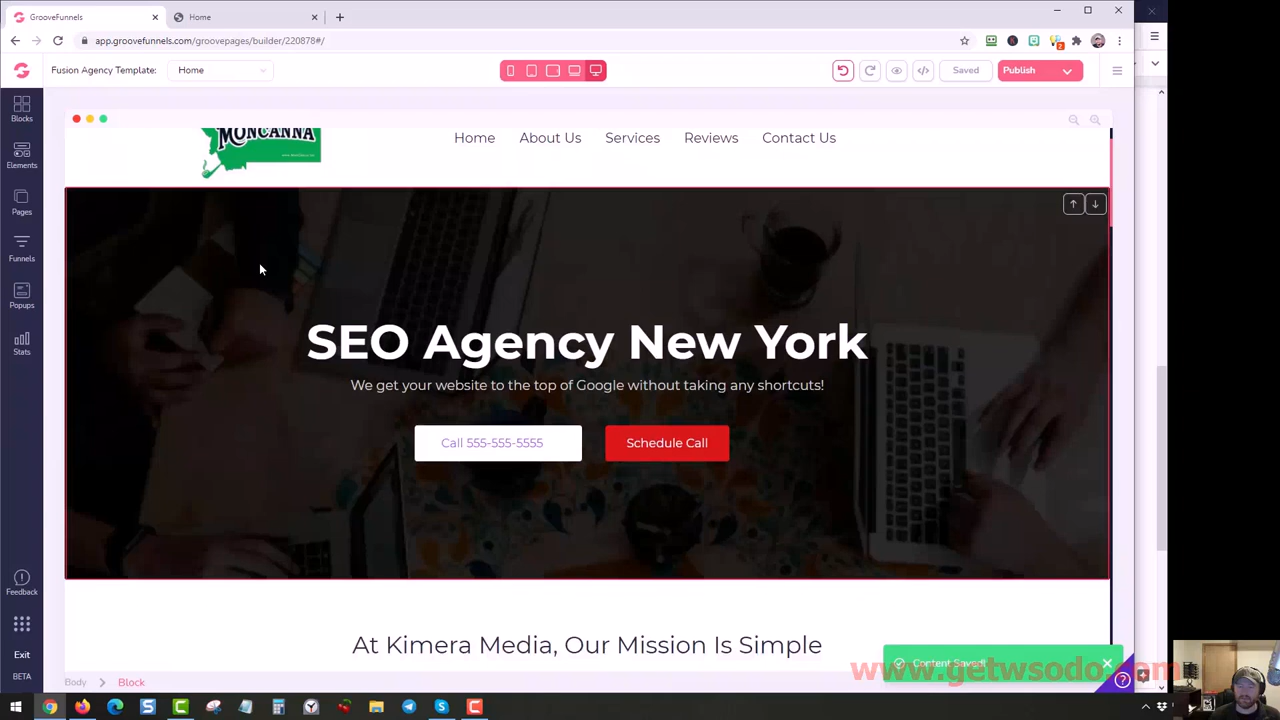 GrooveFunnels
Home
app.groovefunnels.com/groovepages/builder/220878#/
2
Fusion Agency Template:
Home
Saved
Publish
Blocks
Elements
Pages
Funnels
Popups
Stats
Feedback
Exit
BETA
MONCANNA
Home
About Us
Services
Reviews
Contact Us
SEO Agency New York
We get your website to the top of Google without taking any shortcuts!
Call 555-555-5555
Schedule Call
At Kimera Media, Our Mission Is Simple
Content Saved!
www.getwsodo.com
Body
Block